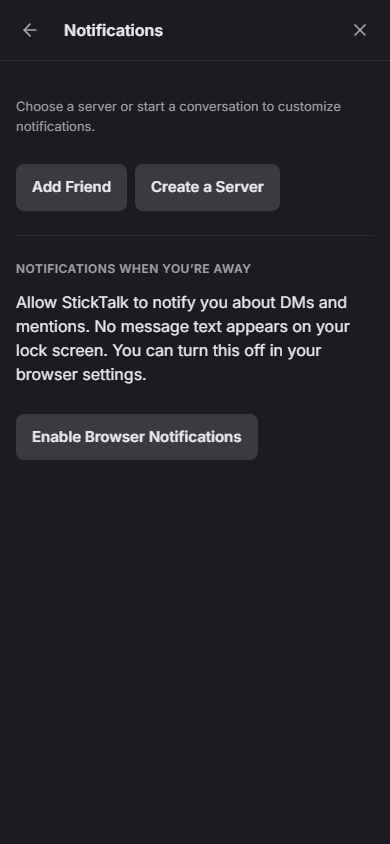 Notifications
Choose a server or start a conversation to customize
notifications.
Add Friend
Create a Server
NOTIFICATIONS WHEN YOU’RE AWAY
Allow StickTalk to notify you about DMs and
mentions. No message text appears on your
lock screen. You can turn this off in your
browser settings.
Enable Browser Notifications